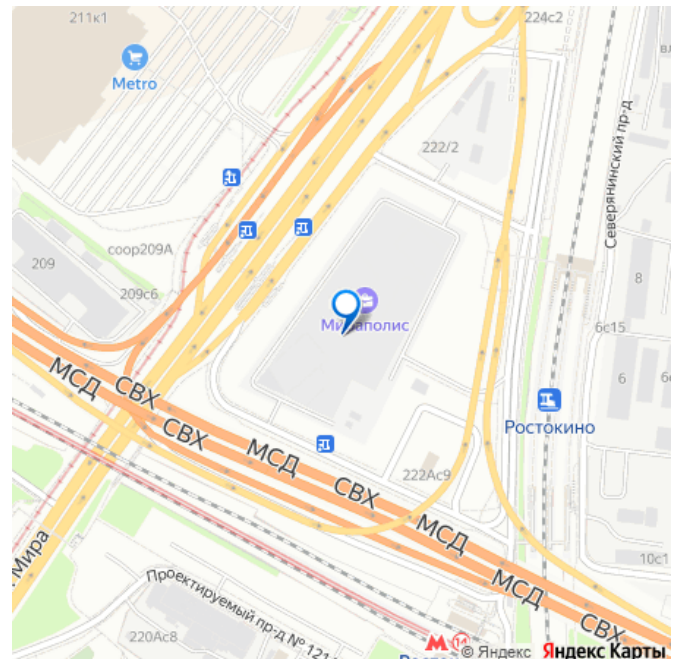 211к1
224с2
Metro
222/2
Северянинский пр-д
соор209А
209
209с6
8
Мираполис
6с15
6
МСД
СВХ
Ростокино
СВХ
МСД
222Ас9
СВХ
МСД
Мира
10с1
МСД
Проектируемый пр-д № 121
220Ас8
СВХ
М 14
© Яндекс Яндекс Карты